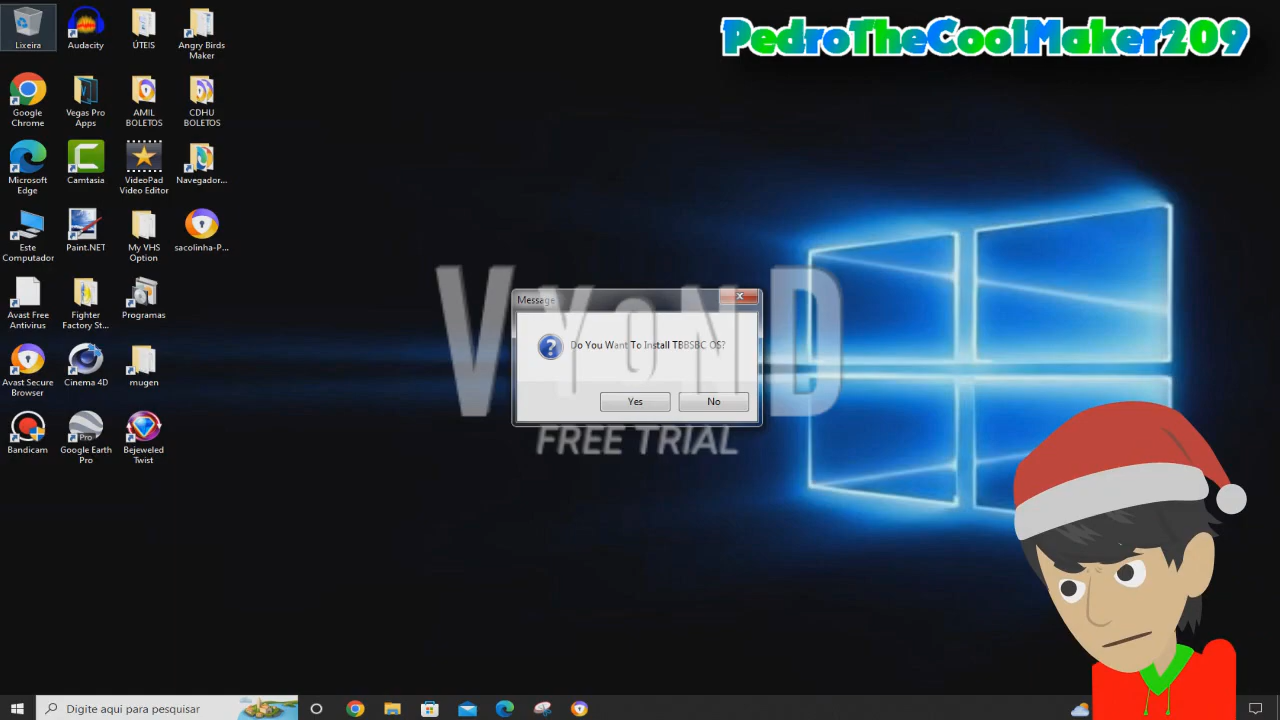 PedroTheCoolMaker209
Lixeira
Audacity
ÚTEIS
Angry Birds
Maker
Google
Chrome
Vegas Pro
Apps
AMIL
BOLETOS
CDHU
BOLETOS
Microsoft
Edge
Camtasia
VideoPad
Video Editor
Navegador...
Este
Computador
Paint.NET
My VHS
Option
sacolinha-P...
Avast Free
Antivirus
Fighter
Factory St...
Programas
Avast Secure
Browser
Cinema 4D
mugen
Bandicam
Pro
Google Earth
Pro
Bejeweled
Twist
Message
Do You Want To Install TBBSBC OS?
Yes
No
VYOND
FREE TRIAL
Digite aqui para pesquisar